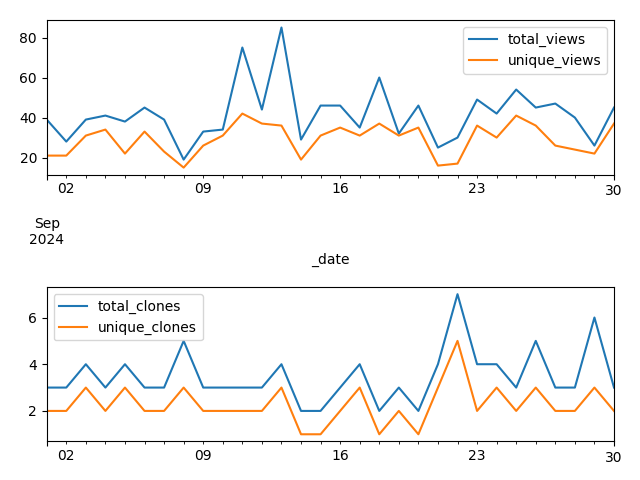 80
60
40
20
total_views
unique_views
02 09 16 23 30
Sep
2024
_date
6
4
2
total_clones
unique_clones
02 09 16 23 30